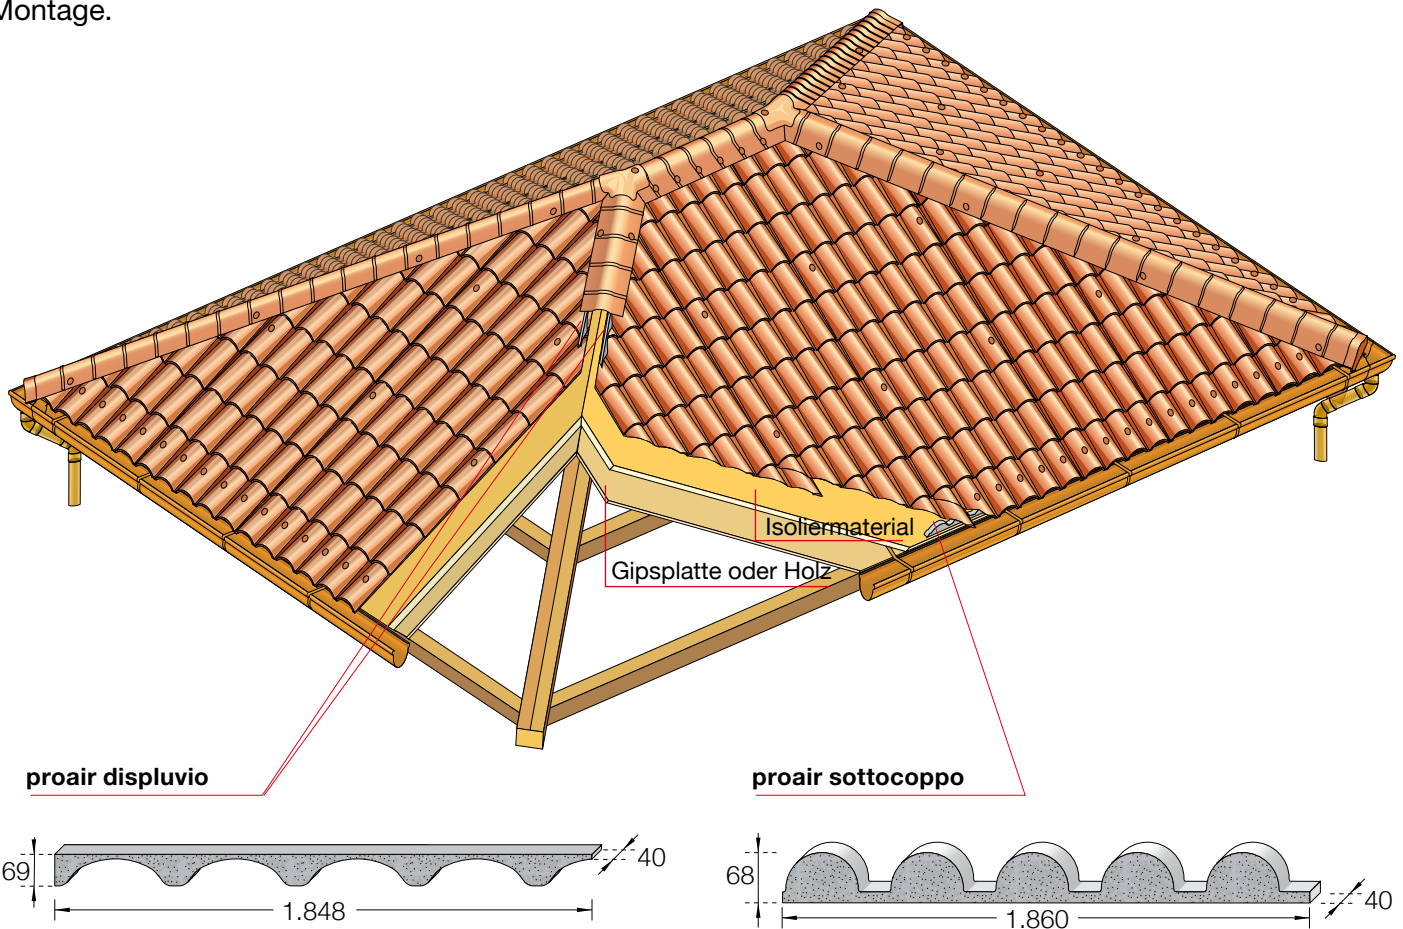 Montage.
Isoliermaterial
Gipsplatte oder Holz
proair displuvio
proair sottocoppo
69
40
1.848
68
40
1.860